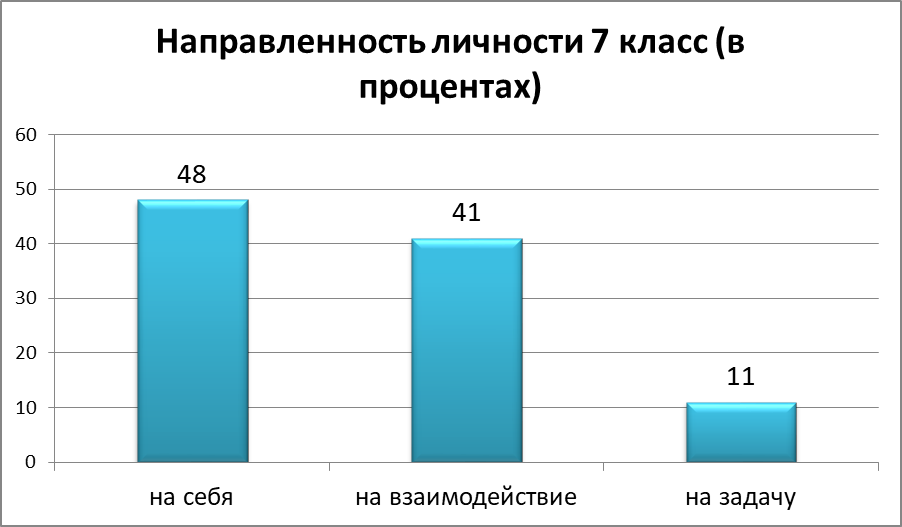 Направленность личности 7 класс (в
процентах)
60
50
40
30
20
10
0
48
41
11
на себя
на взаимодействие
на задачу